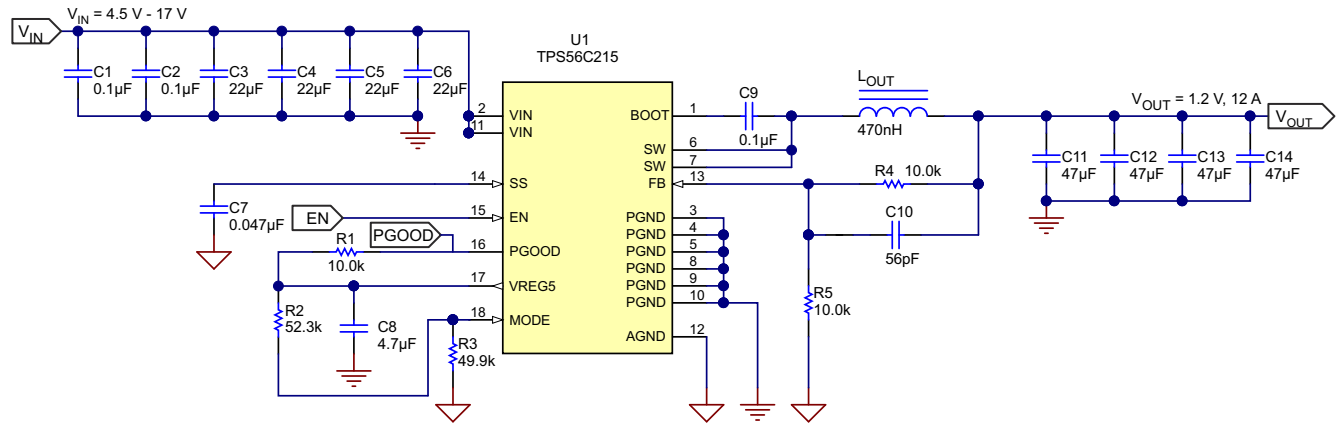 V_IN
V_IN = 4.5 V - 17 V
C1
0.1µF
C2
0.1µF
C3
22µF
C4
22µF
C5
22µF
C6
22µF
U1
TPS56C215
2
VIN
11
VIN
14
SS
15
EN
16
PGOOD
17
VREG5
18
MODE
BOOT
1
SW
6
SW
7
FB
13
PGND
3
PGND
4
PGND
5
PGND
8
PGND
9
PGND
10
AGND
12
C7
0.047µF
EN
PGOOD
R1
10.0k
R2
52.3k
C8
4.7µF
R3
49.9k
C9
0.1µF
L_OUT
470nH
R4 10.0k
C10
56pF
R5
10.0k
V_OUT = 1.2 V, 12 A
V_OUT
C11
47µF
C12
47µF
C13
47µF
C14
47µF